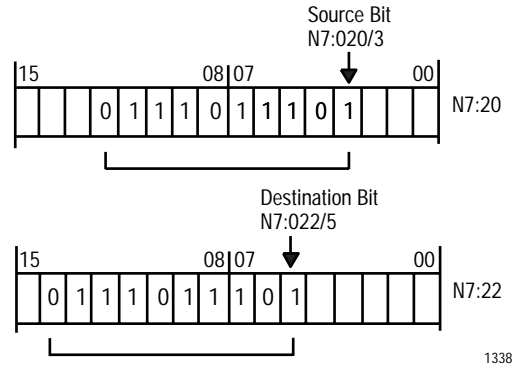 Source Bit
N7:020/3
15 08 07 00
0 1 1 1 0 1 1 1 0 1 N7:20
Destination Bit
N7:022/5
15 08 07 00
0 1 1 1 0 1 1 1 0 1 N7:22
1338